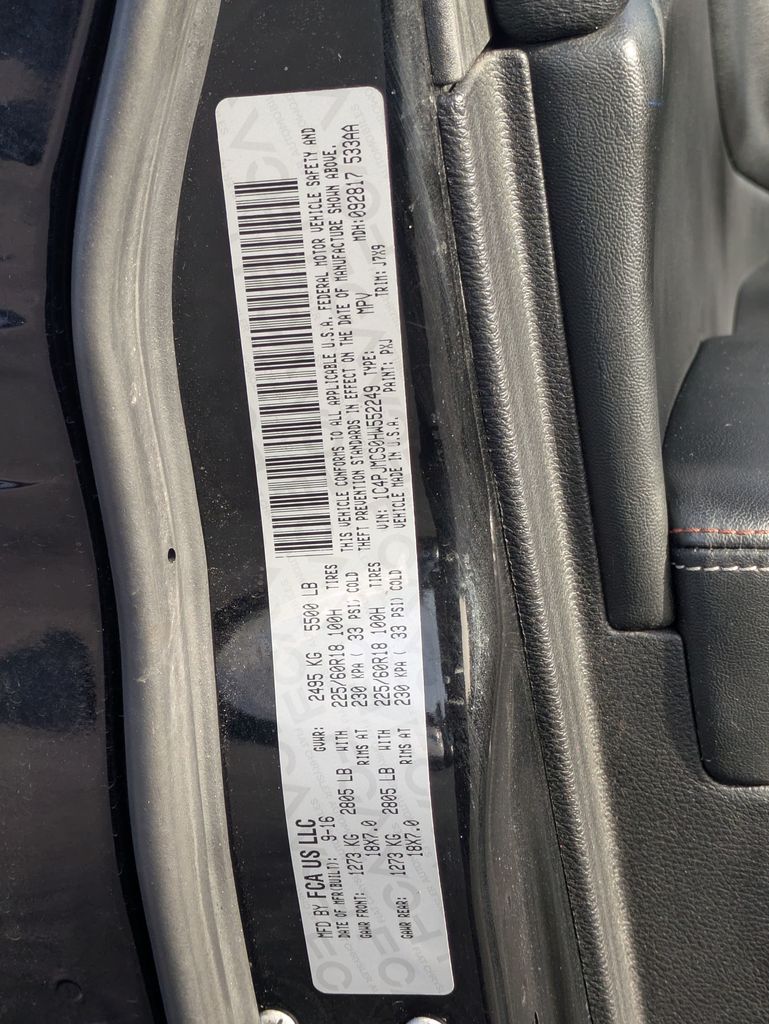 MFD BY FCA US LLC
DATE OF MFR(BUILT): 9-16 GVWR: 2495 KG 5500 LB
GAWR FRONT: 1273 KG 2805 LB WITH 225/60R18 100H TIRES
18X7.0 RIMS AT 230 KPA ( 33 PSI) COLD
GAWR REAR: 1273 KG 2805 LB WITH 225/60R18 100H TIRES
18X7.0 RIMS AT 230 KPA ( 33 PSI) COLD
THIS VEHICLE CONFORMS TO ALL APPLICABLE U.S.A. FEDERAL MOTOR VEHICLE SAFETY AND
THEFT PREVENTION STANDARDS IN EFFECT ON THE DATE OF MANUFACTURE SHOWN ABOVE.
VIN: 1C4PJMCS0HW552249 TYPE: MPV MDH:092817 533AA
VEHICLE MADE IN U.S.A. PAINT: PXJ TRIM: J7X9